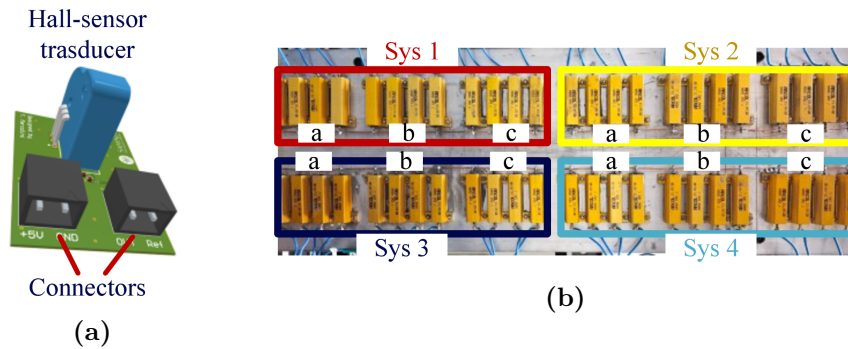 Hall-sensor
trasducer
+5V GND
Out Ref
Connectors
(a)
Sys 1
Sys 2
a b c a b c
a b c a b c
Sys 3
Sys 4
(b)